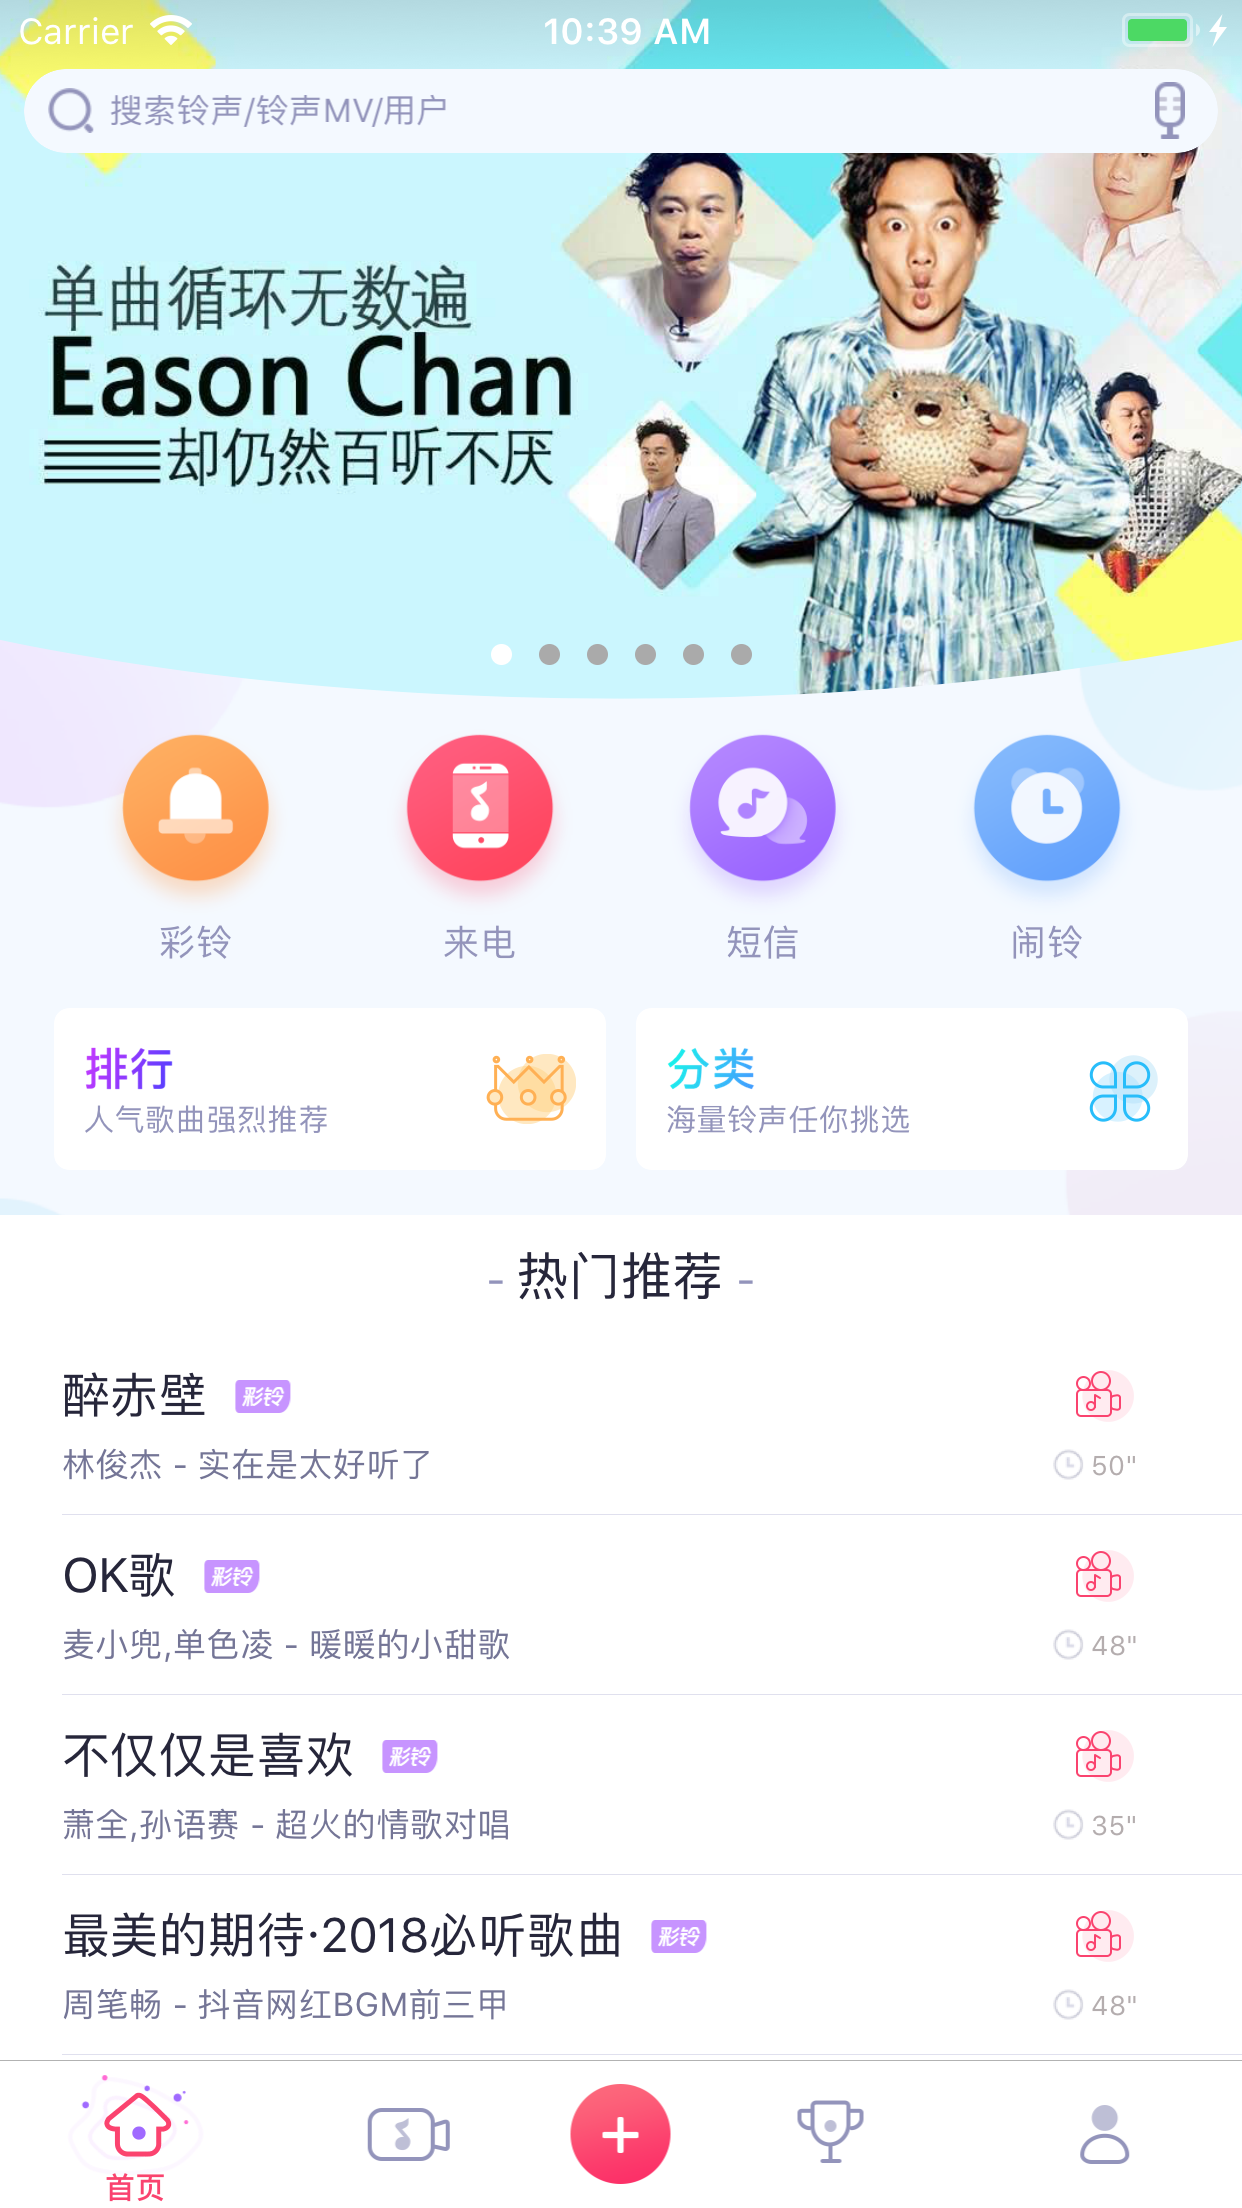 Carrier 10:39 AM
搜索铃声/铃声MV/用户
单曲循环无数遍
Eason Chan
却仍然百听不厌
彩铃 来电 短信 闹铃
排行 分类
人气歌曲强烈推荐 海量铃声任你挑选
- 热门推荐 -
醉赤壁 彩铃
林俊杰 - 实在是太好听了 50"
OK歌 彩铃
麦小兜,单色凌 - 暖暖的小甜歌 48"
不仅仅是喜欢 彩铃
萧全,孙语赛 - 超火的情歌对唱 35"
最美的期待·2018必听歌曲 彩铃
周笔畅 - 抖音网红BGM前三甲 48"
首页